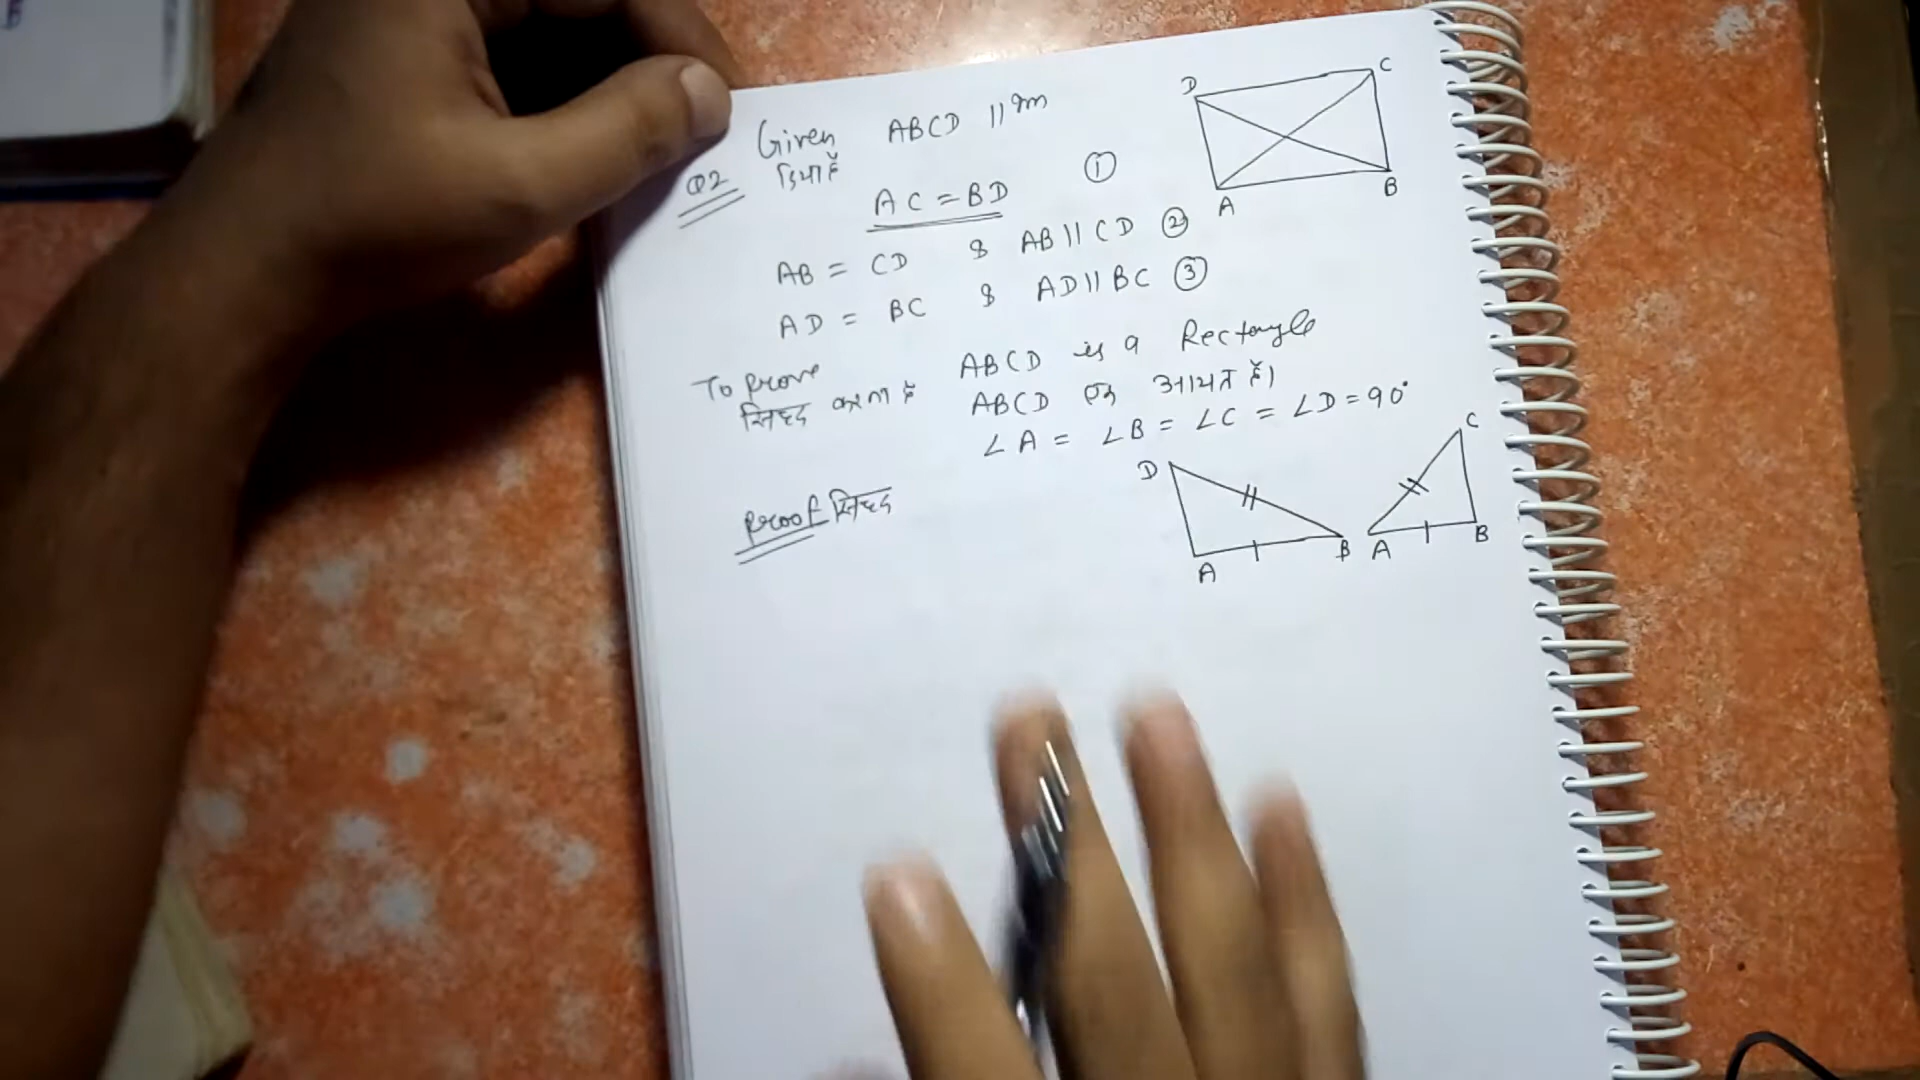 Given ABCD ||gm
Q2 दिया है
AC = BD ①
AB = CD & AB || CD ②
AD = BC & AD || BC ③
To prove ABCD is a Rectangle
सिद्ध करना है ABCD एक आयत है।
∠A = ∠B = ∠C = ∠D = 90°
Proof सिद्ध
D C
A B
D C
A B A B
B